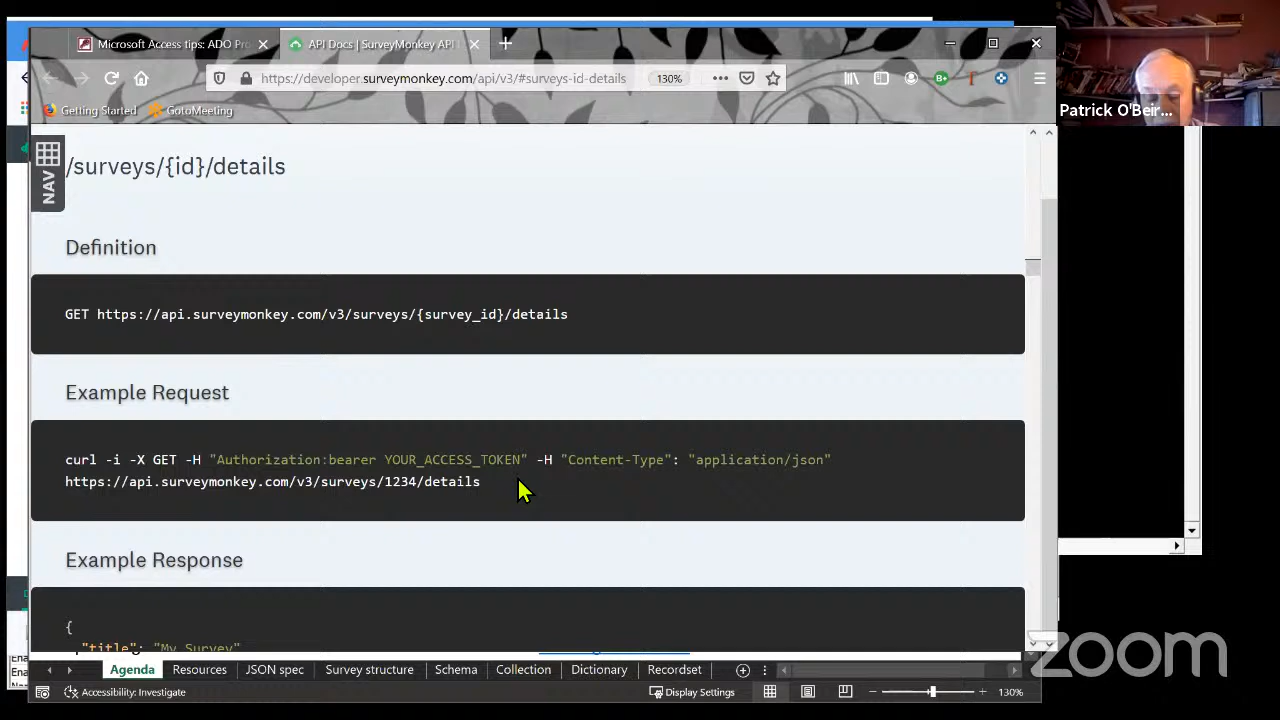 Microsoft Access tips: ADO Pro
API Docs | SurveyMonkey API
https://developer.surveymonkey.com/api/v3/#surveys-id-details
130%
Getting Started
GotoMeeting
Patrick O'Beir...
NAV
/surveys/{id}/details
Definition
GET https://api.surveymonkey.com/v3/surveys/{survey_id}/details
Example Request
curl -i -X GET -H "Authorization:bearer YOUR_ACCESS_TOKEN" -H "Content-Type": "application/json"
https://api.surveymonkey.com/v3/surveys/1234/details
Example Response
{
"title": "My Survey"
Agenda
Resources
JSON spec
Survey structure
Schema
Collection
Dictionary
Recordset
Accessibility: Investigate
Display Settings
130%
zoom